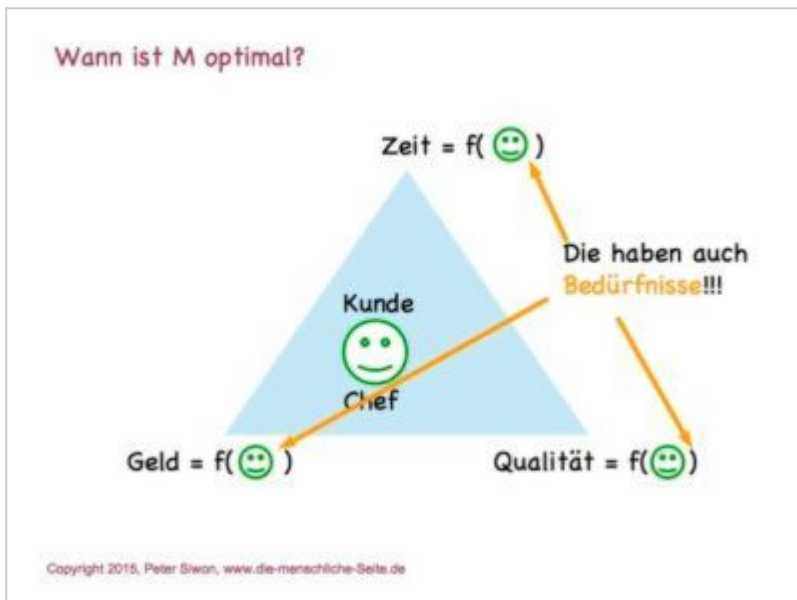 Wann ist M optimal?
Zeit = f( )
Die haben auch
Bedürfnisse!!!
Kunde
Chef
Geld = f( )
Qualität = f( )
Copyright 2015, Peter Siwon, www.die-menschliche-Seite.de